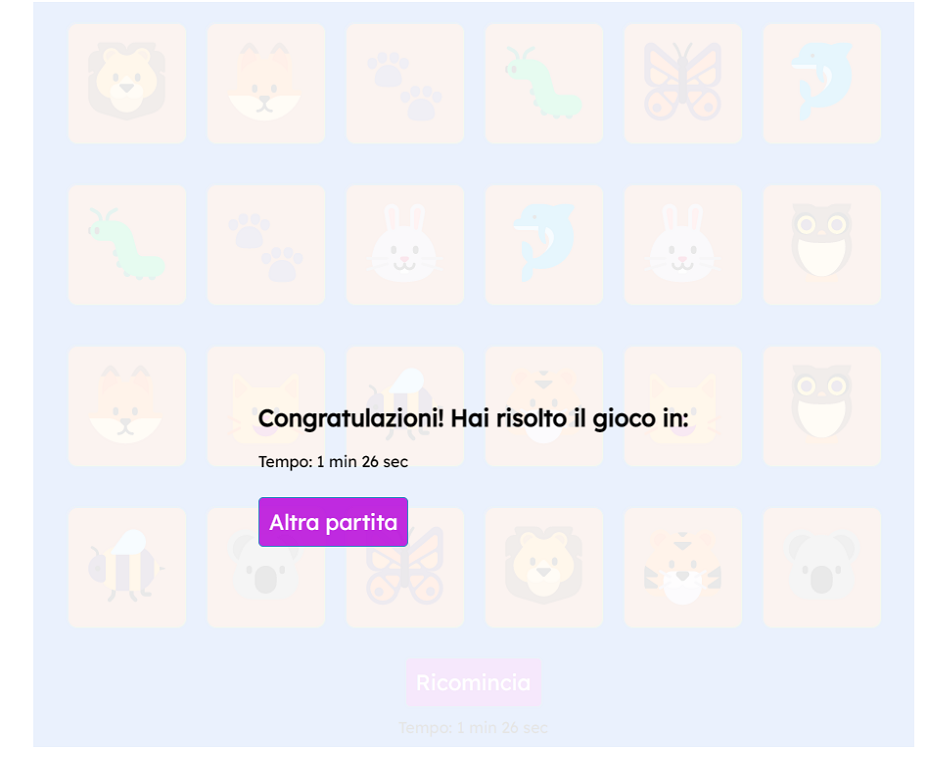 Congratulazioni! Hai risolto il gioco in:
Tempo: 1 min 26 sec
Altra partita
Ricomincia
Tempo: 1 min 26 sec